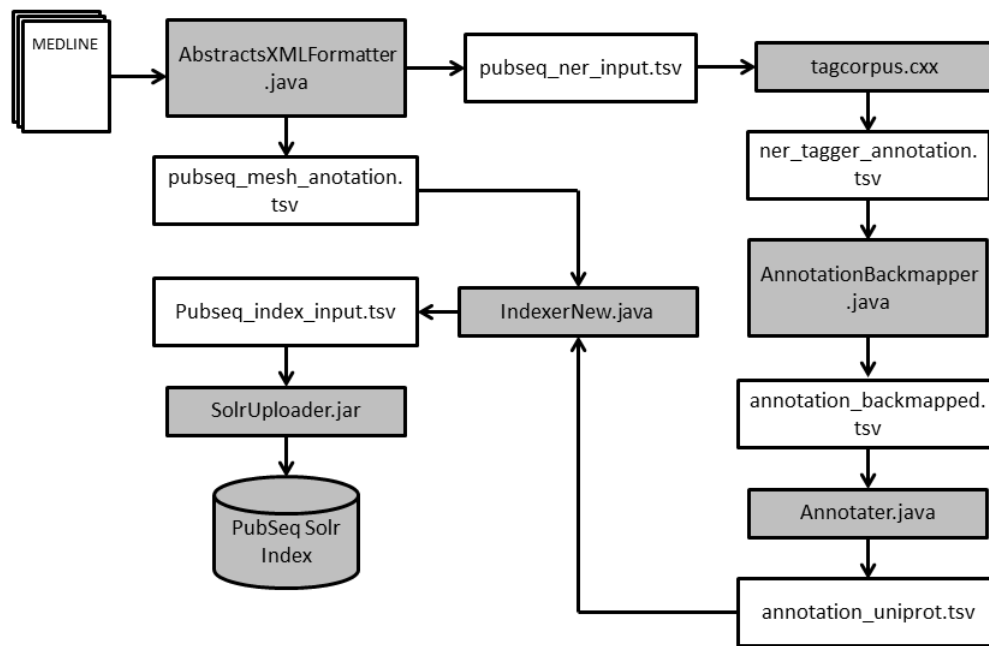 MEDLINE
AbstractsXMLFormatter
.java
pubseq_ner_input.tsv
tagcorpus.cxx
pubseq_mesh_anotation.
tsv
ner_tagger_annotation.
tsv
AnnotationBackmapper
.java
Pubseq_index_input.tsv
IndexerNew.java
SolrUploader.jar
annotation_backmapped.
tsv
PubSeq Solr
Index
Annotater.java
annotation_uniprot.tsv